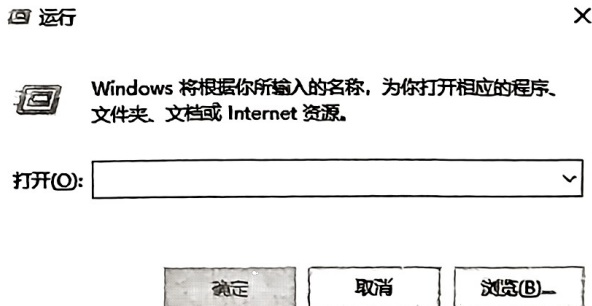 运行
Windows 将根据你所输入的名称，为你打开相应的程序、
文件夹、文档或 Internet 资源。
打开(O):
确定
取消
浏览(B)...